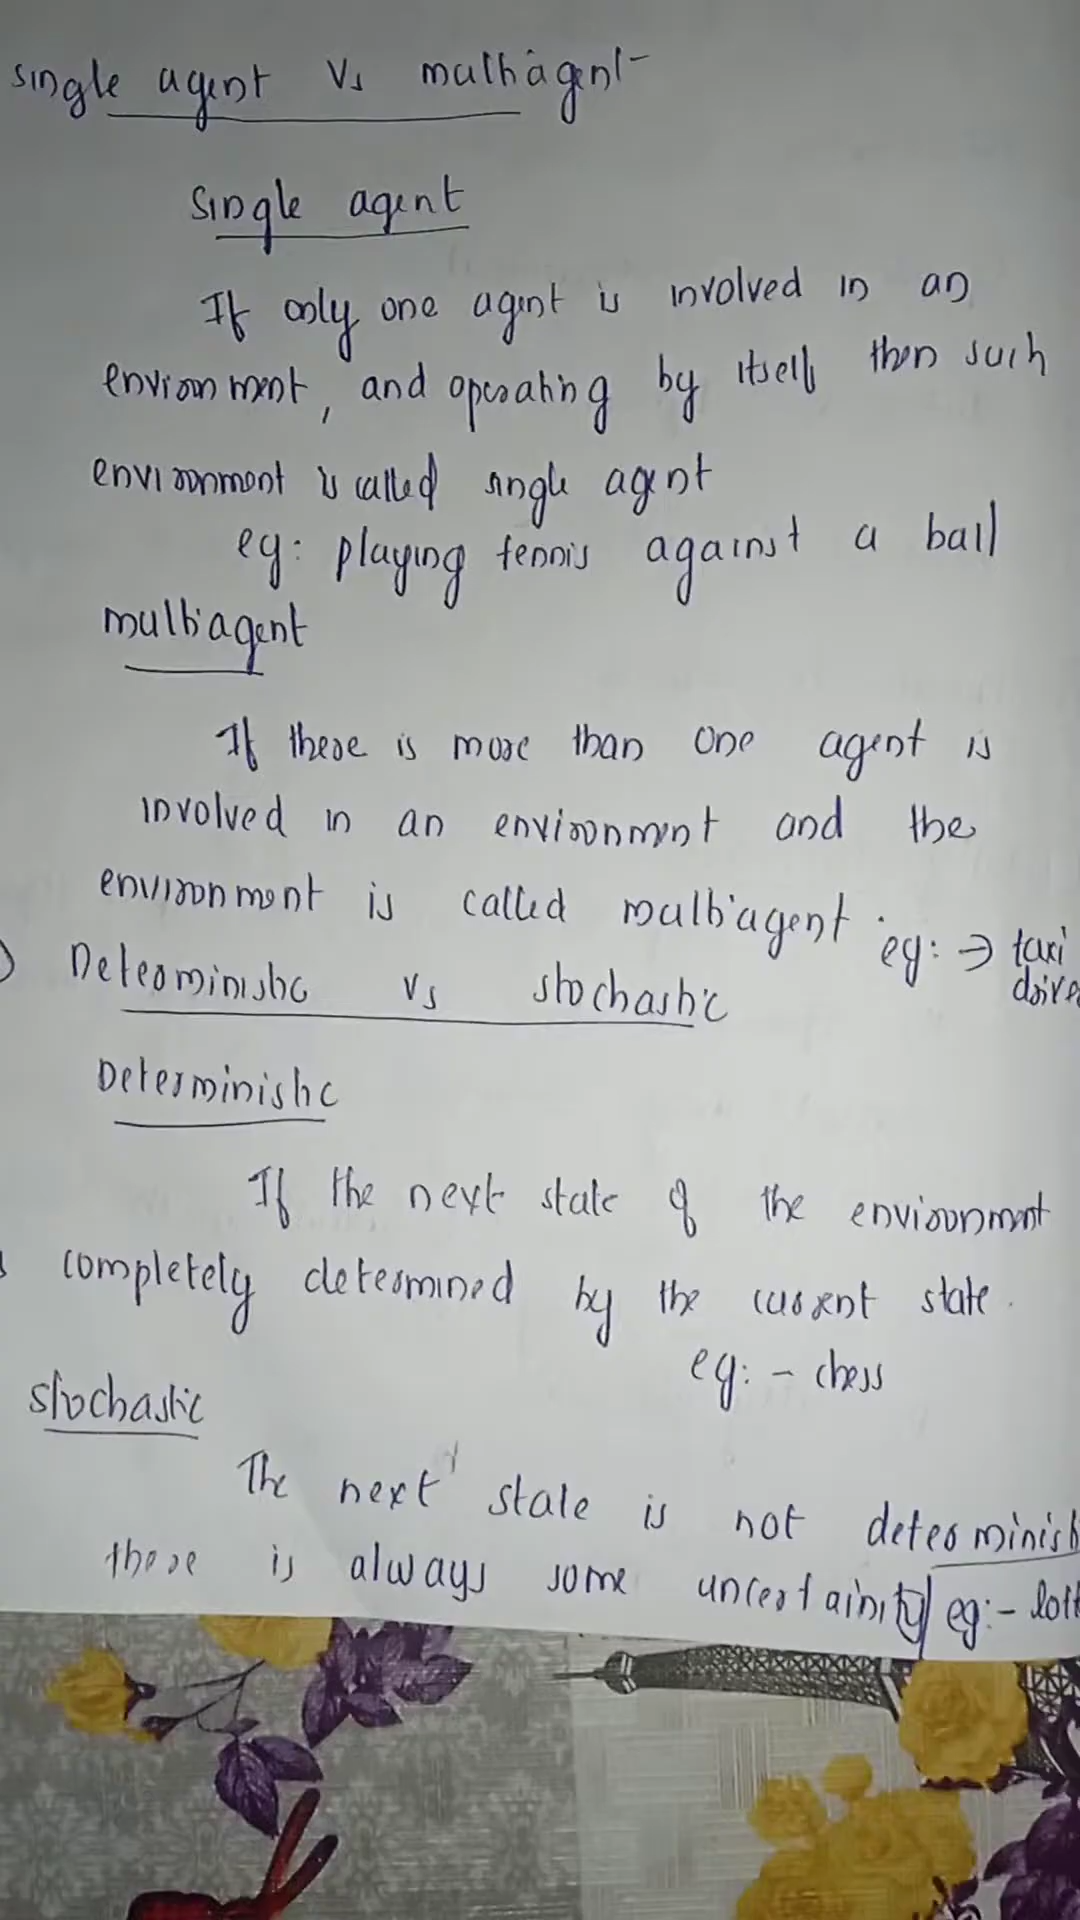 single agent Vs multiagent
Single agent
If only one agent is involved in an
environment, and operating by itself then such
environment is called single agent
eg: playing tennis against a ball
multiagent
If there is more than one agent is
involved in an environment and the
environment is called multiagent. eg: → taxi
Deterministic vs stochastic
Deterministic
If the next state of the environment
completely determined by the current state.
eg: - chess
Stochastic
The next state is not
there is always some uncertainity eg:-